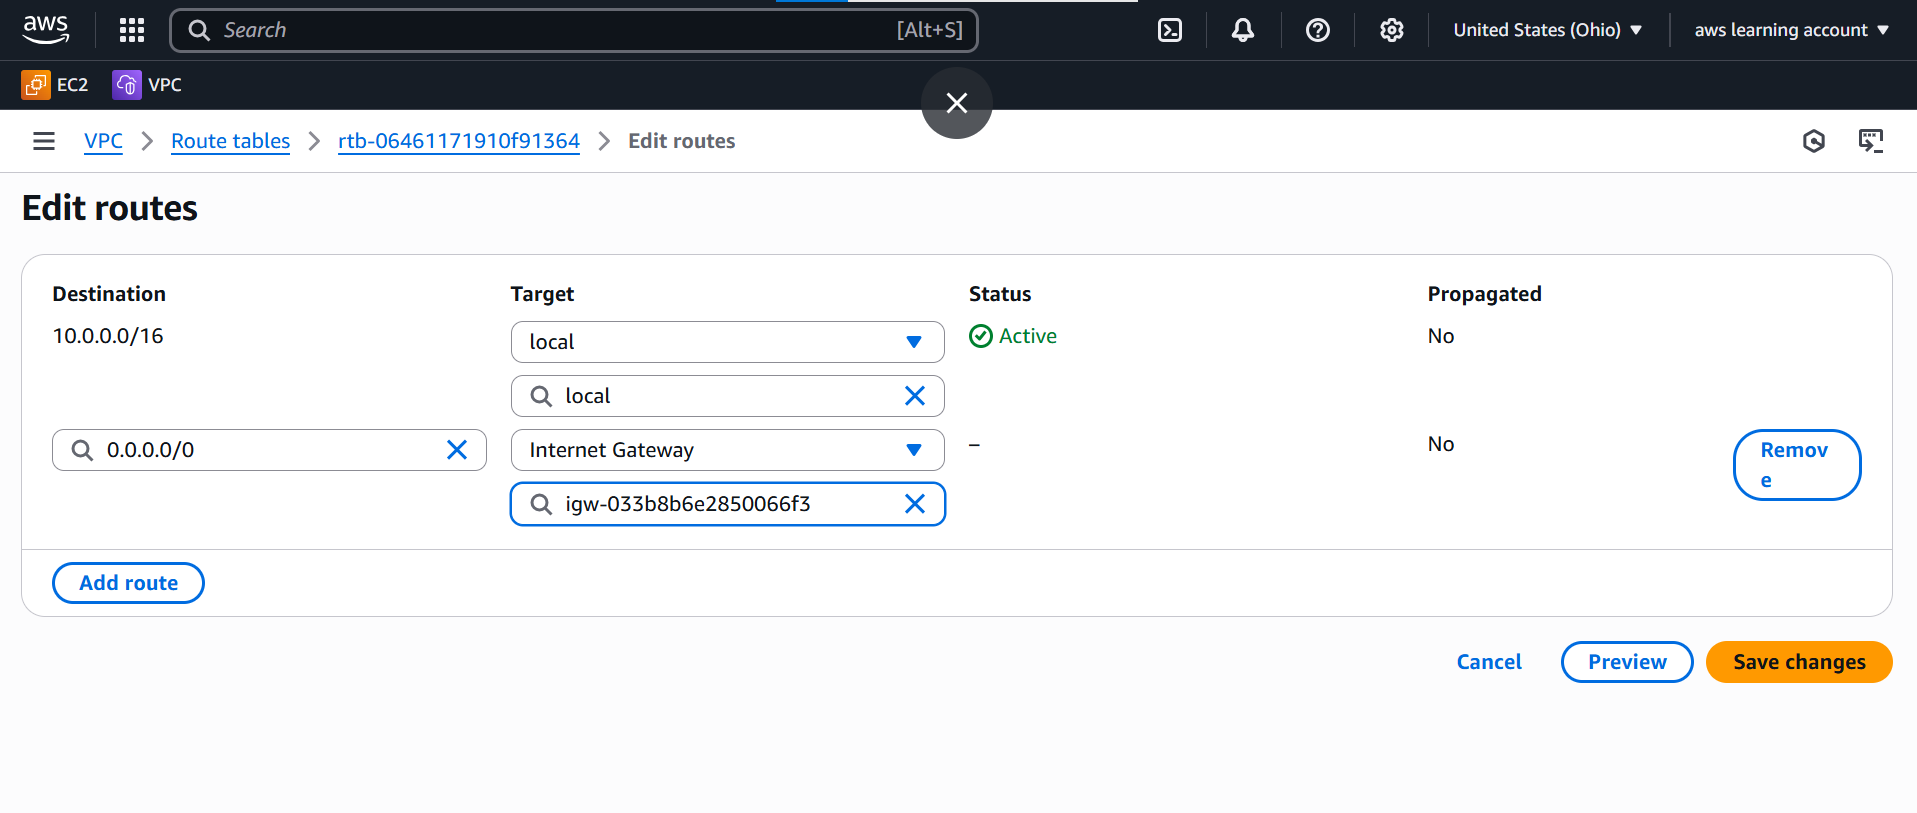 aws
Search [Alt+S]
United States (Ohio)
aws learning account
EC2
VPC
VPC
Route tables
rtb-06461171910f91364
Edit routes
Edit routes
Destination Target Status Propagated
10.0.0.0/16 local Active No
local
0.0.0.0/0 Internet Gateway – No Remov
e
igw-033b8b6e2850066f3
Add route
Cancel Preview Save changes